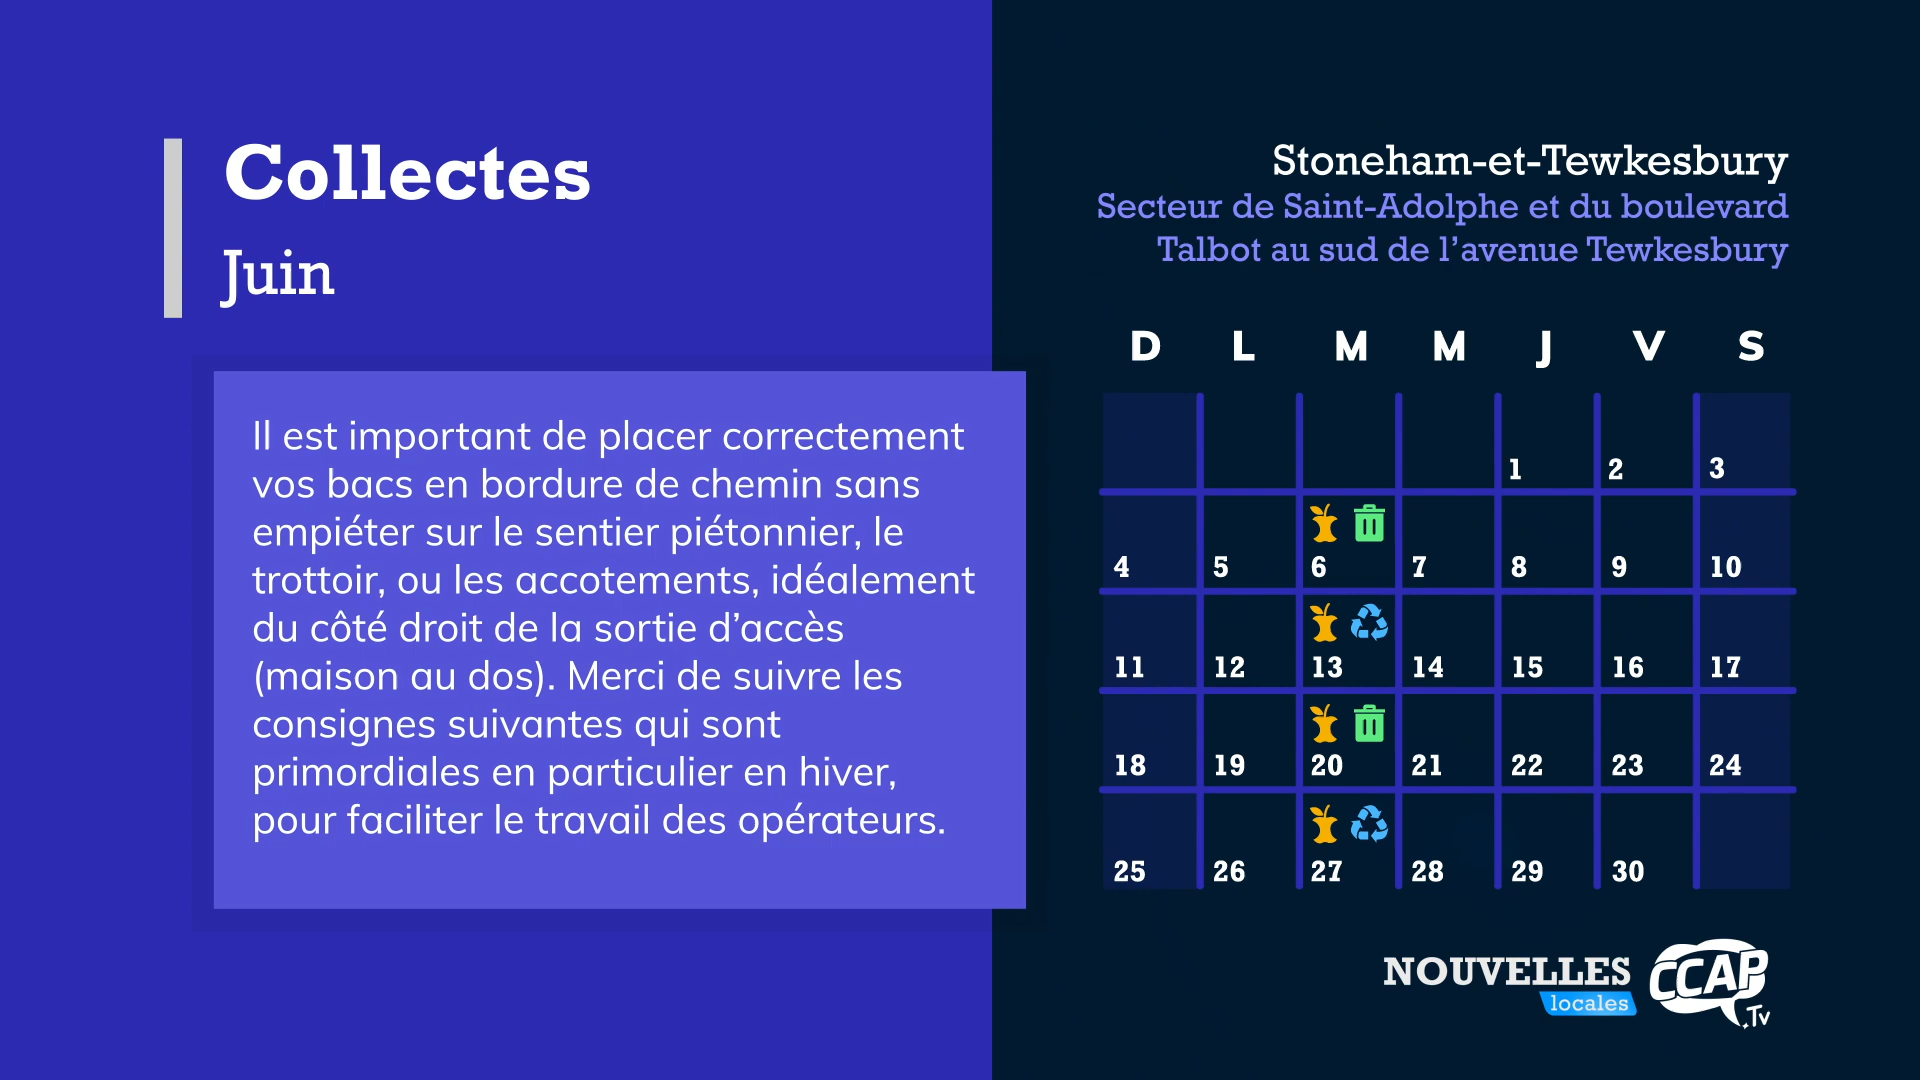 Collectes
Juin
Il est important de placer correctement
vos bacs en bordure de chemin sans
empiéter sur le sentier piétonnier, le
trottoir, ou les accotements, idéalement
du côté droit de la sortie d’accès
(maison au dos). Merci de suivre les
consignes suivantes qui sont
primordiales en particulier en hiver,
pour faciliter le travail des opérateurs.
Stoneham-et-Tewkesbury
Secteur de Saint-Adolphe et du boulevard
Talbot au sud de l’avenue Tewkesbury
D L M M J V S
1 2 3
4 5 6 7 8 9 10
11 12 13 14 15 16 17
18 19 20 21 22 23 24
25 26 27 28 29 30
NOUVELLES
locales
CCAP
.Tv